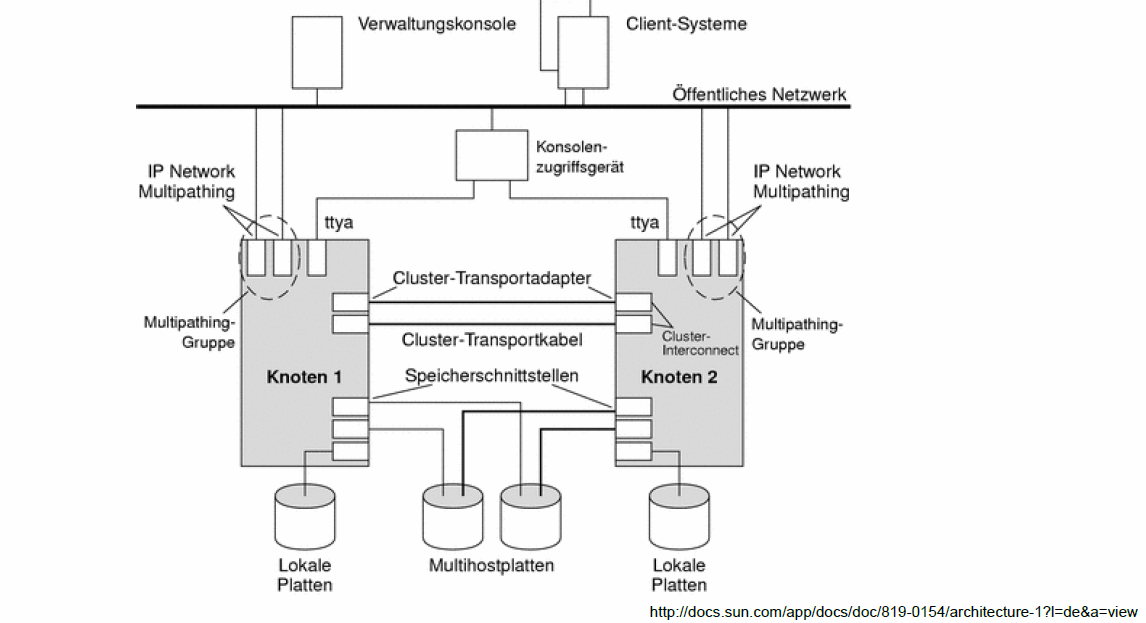 Verwaltungskonsole
Client-Systeme
Öffentliches Netzwerk
Konsolen-
zugriffsgerät
IP Network
Multipathing
IP Network
Multipathing
ttya
ttya
Cluster-Transportadapter
Multipathing-
Gruppe
Cluster-Transportkabel
Cluster-
Interconnect
Multipathing-
Gruppe
Knoten 1
Speicherschnittstellen
Knoten 2
Lokale
Platten
Multihostplatten
Lokale
Platten
http://docs.sun.com/app/docs/doc/819-0154/architecture-1?l=de&a=view